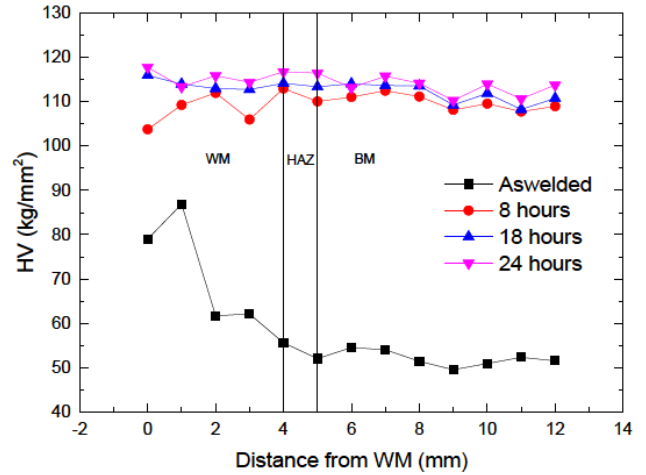 130
120
110
100
90
80
70
60
50
40
HV (kg/mm²)
WM HAZ BM
Aswelded
8 hours
18 hours
24 hours
-2 0 2 4 6 8 10 12 14
Distance from WM (mm)